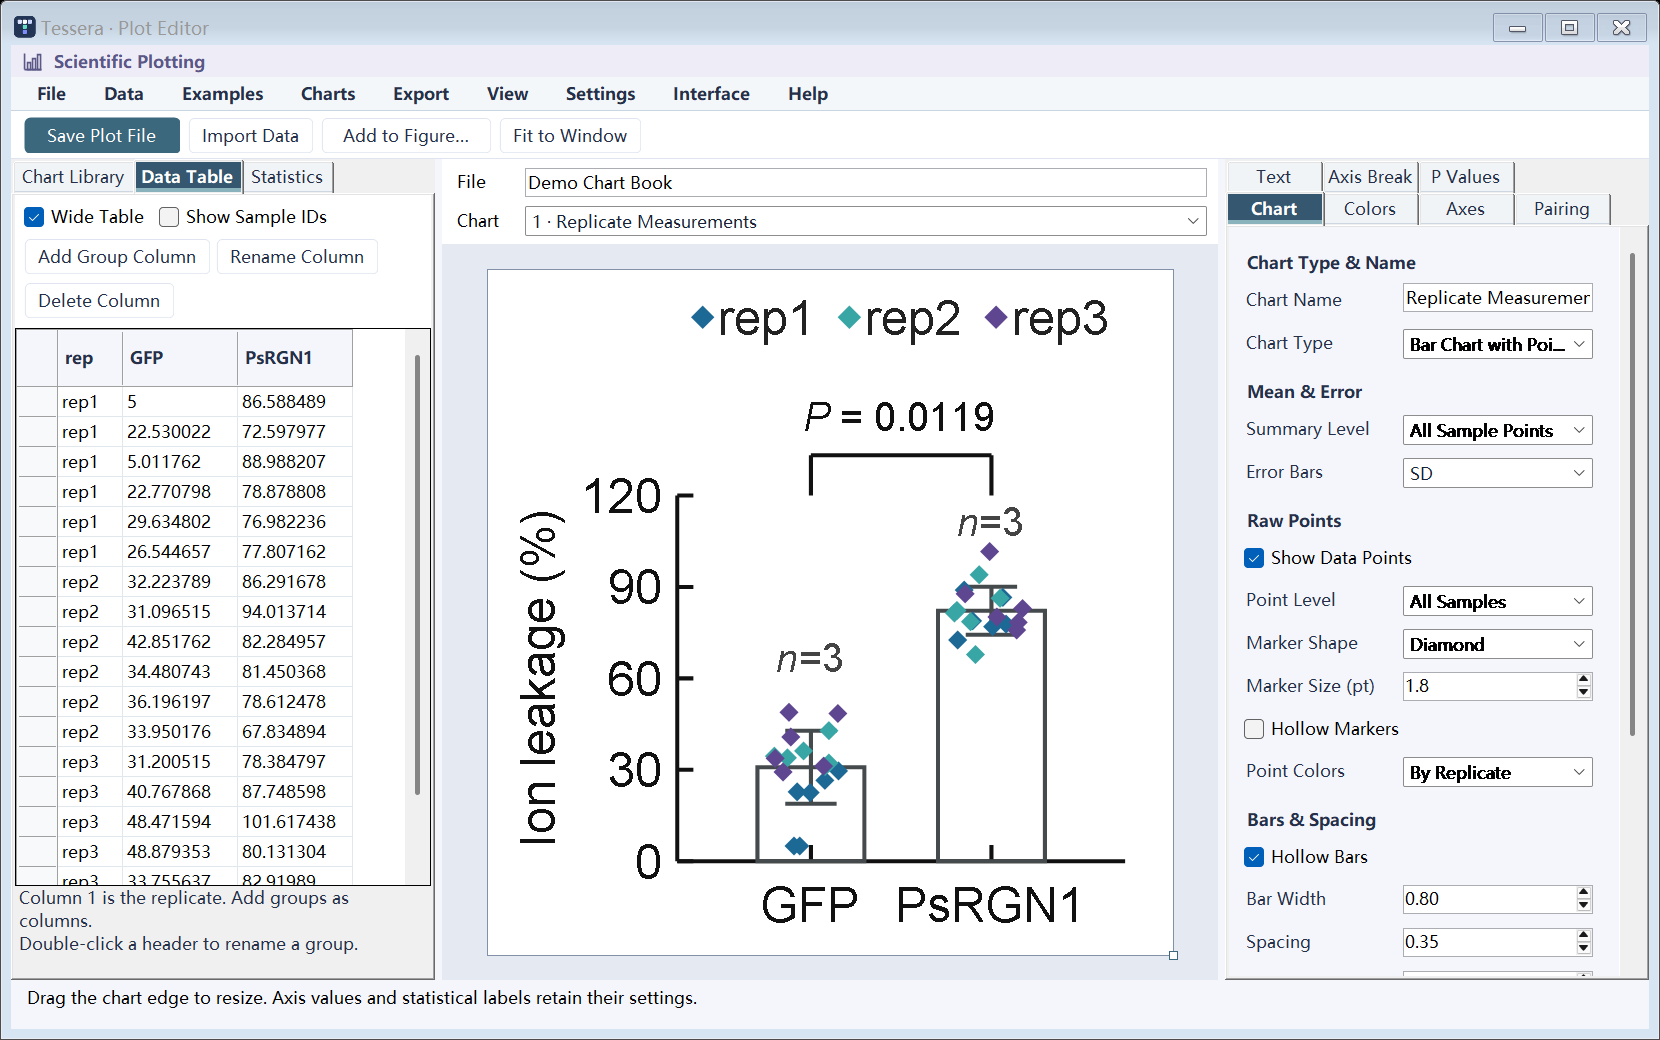 Tessera · Plot Editor
Scientific Plotting
File Data Examples Charts Export View Settings Interface Help
Save Plot File Import Data Add to Figure... Fit to Window
Chart Library Data Table Statistics
Wide Table Show Sample IDs
Add Group Column Rename Column
Delete Column
rep GFP PsRGN1
rep1 5 86.588489
rep1 22.530022 72.597977
rep1 5.011762 88.988207
rep1 22.770798 78.878808
rep1 29.634802 76.982236
rep1 26.544657 77.807162
rep2 32.223789 86.291678
rep2 31.096515 94.013714
rep2 42.851762 82.284957
rep2 34.480743 81.450368
rep2 36.196197 78.612478
rep2 33.950176 67.834894
rep3 31.200515 78.384797
rep3 40.767868 87.748598
rep3 48.471594 101.617438
rep3 48.879353 80.131304
rep3 33.755637 82.91989
Column 1 is the replicate. Add groups as
columns.
Double-click a header to rename a group.
File Demo Chart Book
Chart 1 · Replicate Measurements
rep1 rep2 rep3
P = 0.0119
n=3
n=3
Ion leakage (%)
120
90
60
30
0
GFP PsRGN1
Text Axis Break P Values
Chart Colors Axes Pairing
Chart Type & Name
Chart Name Replicate Measuremer
Chart Type Bar Chart with Poi...
Mean & Error
Summary Level All Sample Points
Error Bars SD
Raw Points
Show Data Points
Point Level All Samples
Marker Shape Diamond
Marker Size (pt) 1.8
Hollow Markers
Point Colors By Replicate
Bars & Spacing
Hollow Bars
Bar Width 0.80
Spacing 0.35
Drag the chart edge to resize. Axis values and statistical labels retain their settings.